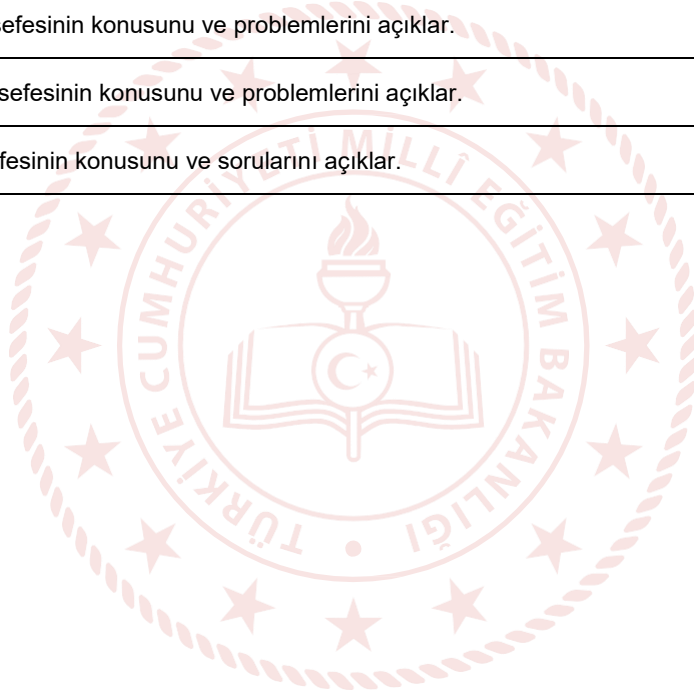 efesinin konusunu ve problemlerini açıklar.
sefesinin konusunu ve problemlerini açıklar.
fesinin konusunu ve sorularını açıklar.
TÜRKİYE CUMHURİYETİ MİLLÎ EĞİTİM BAKANLIĞI